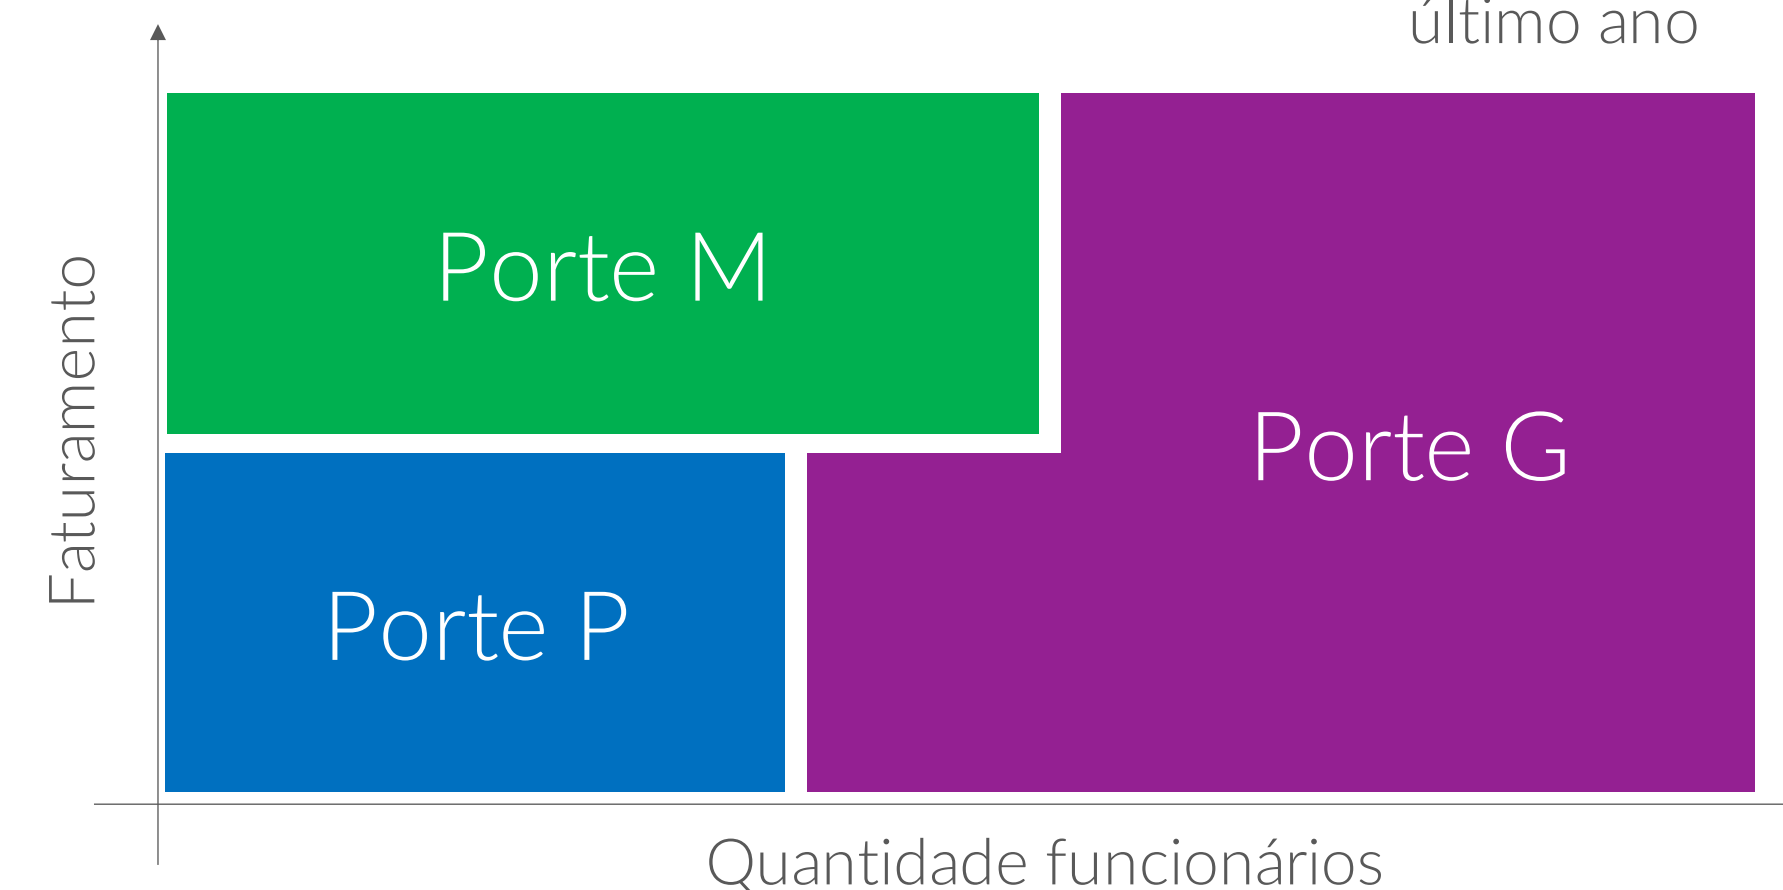 último ano
Porte M
Faturamento
Porte G
Porte P
Quantidade funcionários